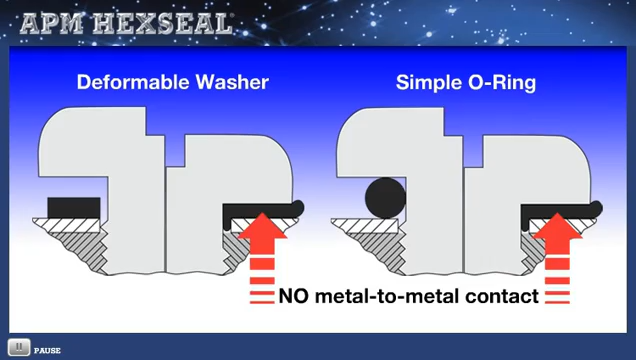 APM HEXSEAL®
Deformable Washer
Simple O-Ring
NO metal-to-metal contact
PAUSE